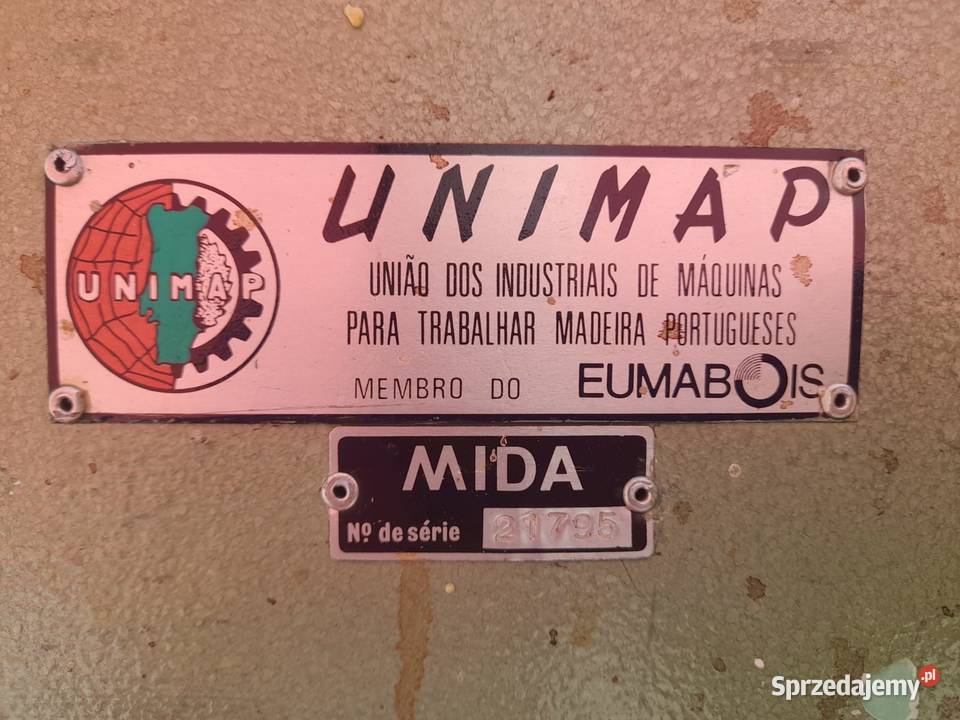 UNIMAP
UNIMAP
UNIÃO DOS INDUSTRIAIS DE MÁQUINAS
PARA TRABALHAR MADEIRA PORTUGUESES
MEMBRO DO EUMABOIS
MIDA
Nº de série 21795
Sprzedajemy.pl